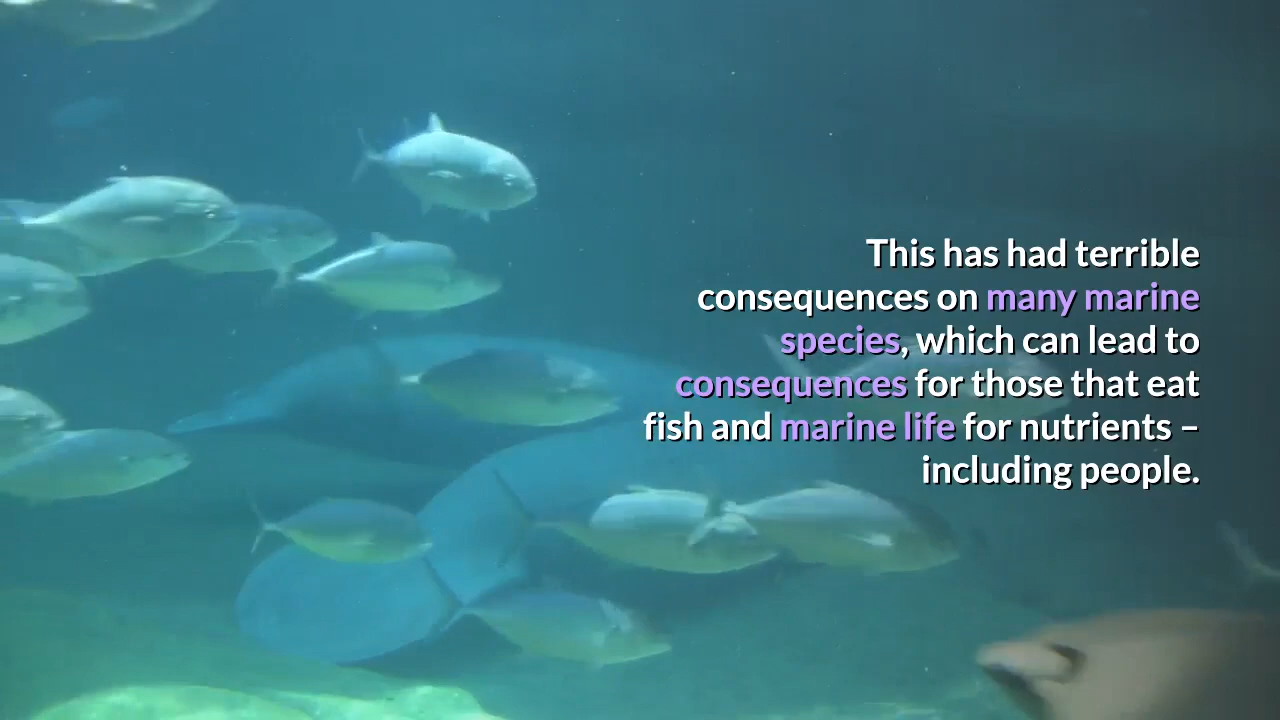 This has had terrible
consequences on many marine
species, which can lead to
consequences for those that eat
fish and marine life for nutrients –
including people.